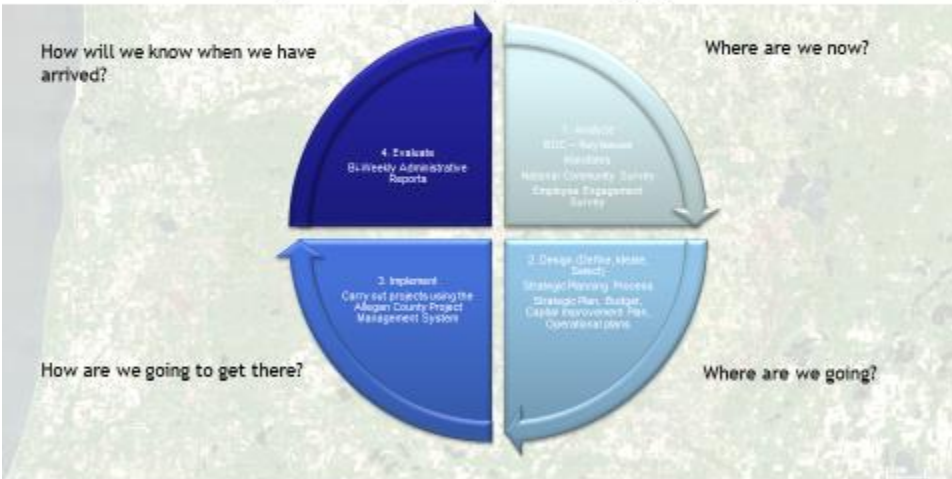 How will we know when we have
arrived?
Where are we now?
4. Evaluate
Bi-Weekly Administrative
Reports
1. Analyze
BOC –
National Community Survey
Employee Engagement
Survey
3. Implement
Carry out projects using the
Allegan County Project
Management System
2. Design (Define, Ideate,
Select)
Strategic Planning Process
Strategic Plan, Budget,
Capital Improvement Plan,
Operational plans
How are we going to get there?
Where are we going?